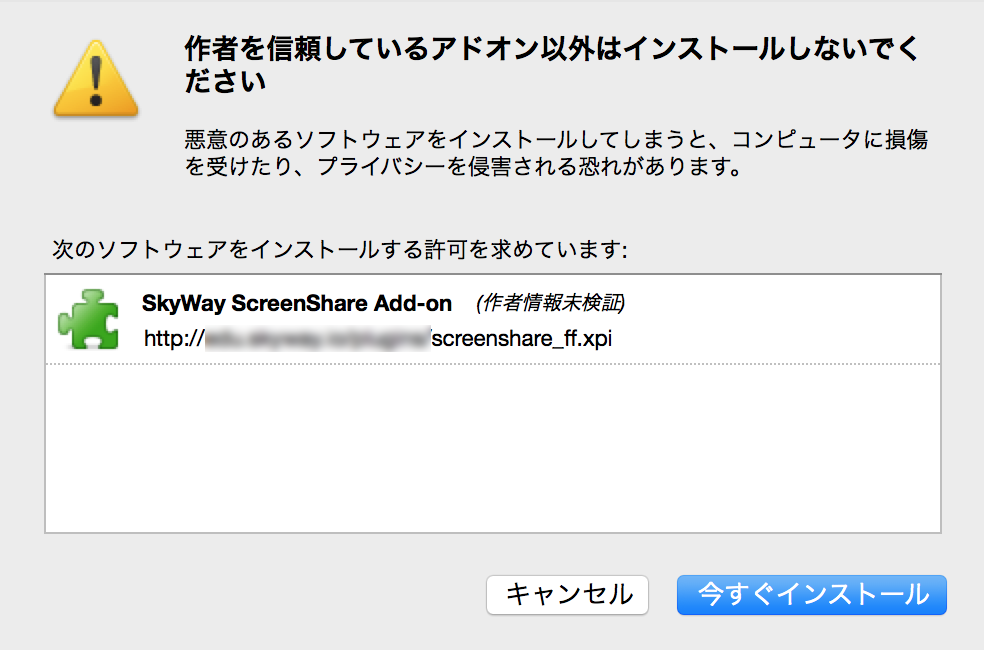 作者を信頼しているアドオン以外はインストールしないでく
ださい
悪意のあるソフトウェアをインストールしてしまうと、コンピュータに損傷
を受けたり、プライバシーを侵害される恐れがあります。
次のソフトウェアをインストールする許可を求めています:
SkyWay ScreenShare Add-on (作者情報未検証)
http:// screenshare_ff.xpi
キャンセル 今すぐインストール